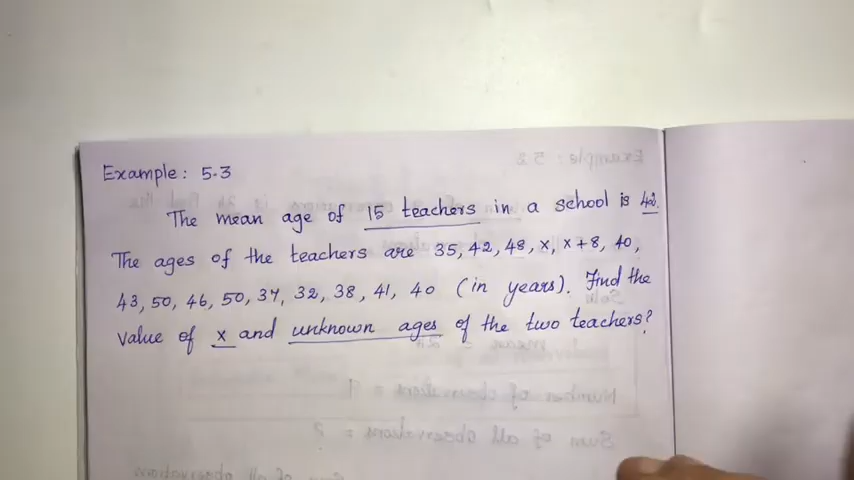 Example: 5.3
The mean age of 15 teachers in a school is 42.
The ages of the teachers are 35, 42, 48, x, x+8, 40,
43, 50, 46, 50, 37, 32, 38, 41, 40 (in years). Find the
value of x and unknown ages of the two teachers?